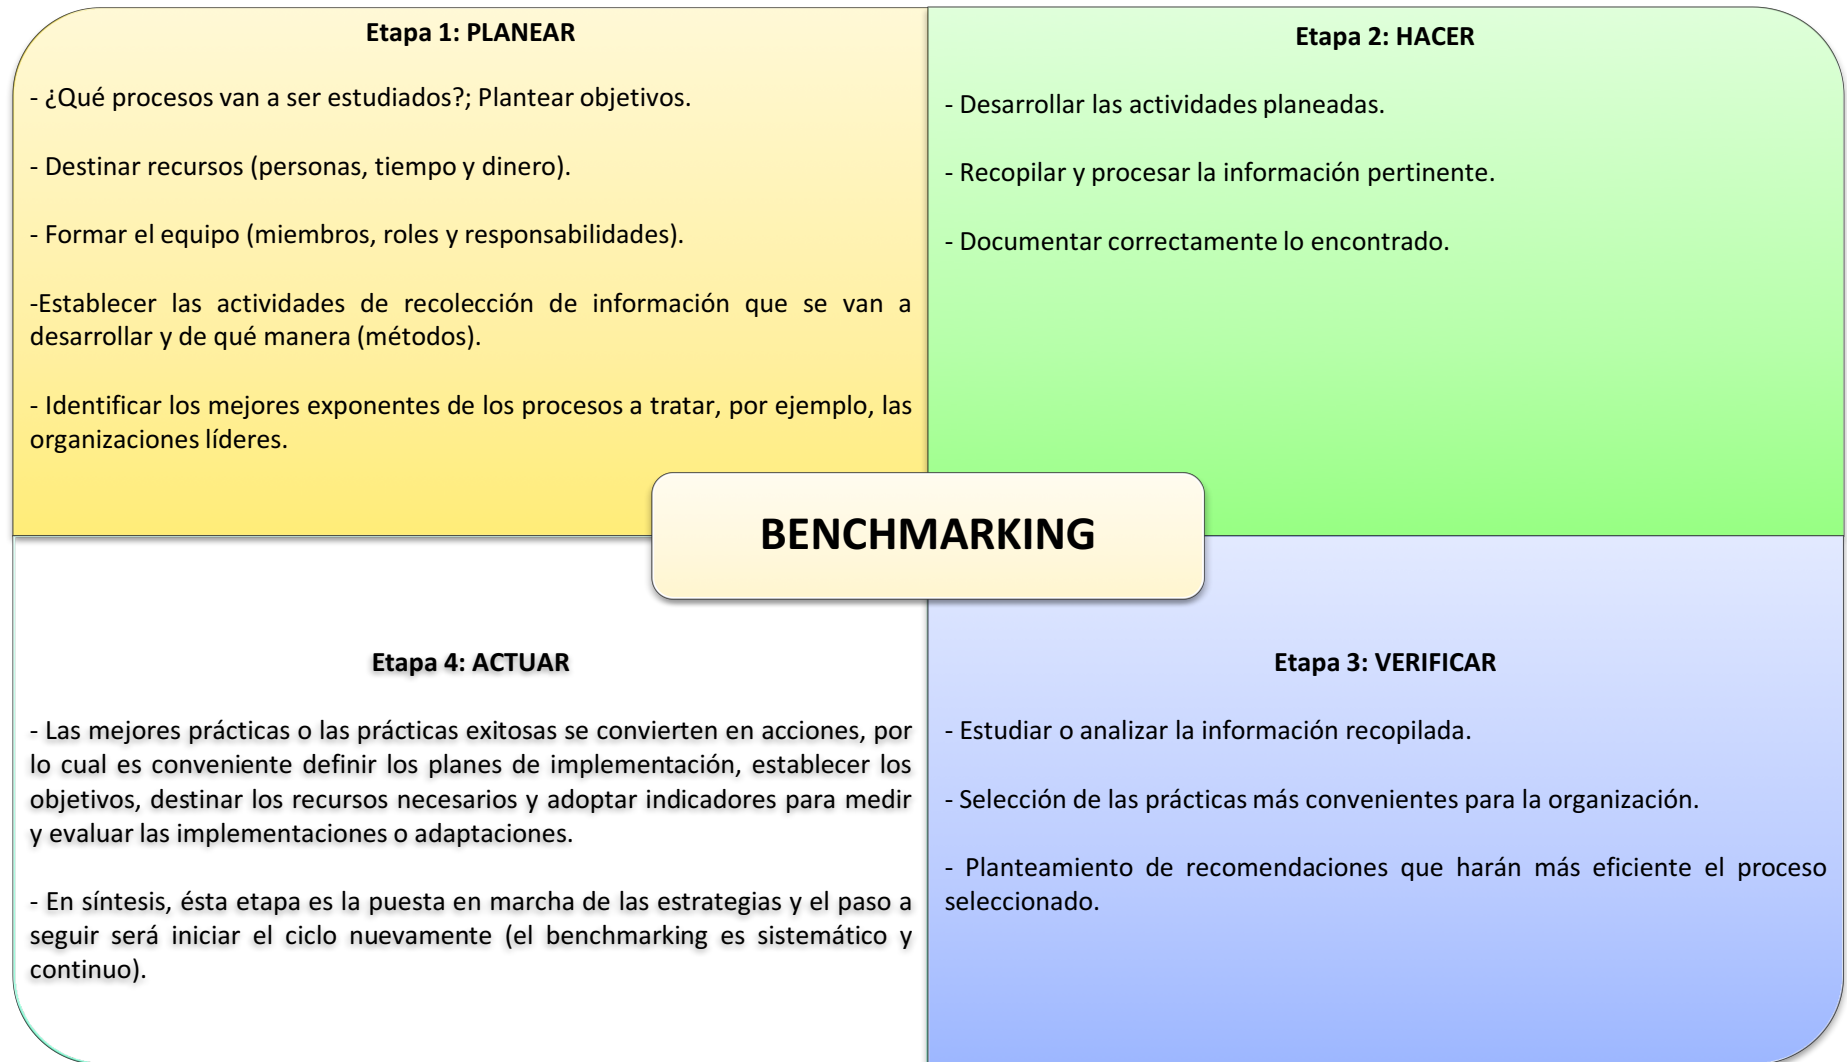 Etapa 1: PLANEAR
- ¿Qué procesos van a ser estudiados?; Plantear objetivos.
- Destinar recursos (personas, tiempo y dinero).
- Formar el equipo (miembros, roles y responsabilidades).
-Establecer las actividades de recolección de información que se van a
desarrollar y de qué manera (métodos).
- Identificar los mejores exponentes de los procesos a tratar, por ejemplo, las
organizaciones líderes.
Etapa 2: HACER
- Desarrollar las actividades planeadas.
- Recopilar y procesar la información pertinente.
- Documentar correctamente lo encontrado.
BENCHMARKING
Etapa 4: ACTUAR
- Las mejores prácticas o las prácticas exitosas se convierten en acciones, por
lo cual es conveniente definir los planes de implementación, establecer los
objetivos, destinar los recursos necesarios y adoptar indicadores para medir
y evaluar las implementaciones o adaptaciones.
- En síntesis, ésta etapa es la puesta en marcha de las estrategias y el paso a
seguir será iniciar el ciclo nuevamente (el benchmarking es sistemático y
continuo).
Etapa 3: VERIFICAR
- Estudiar o analizar la información recopilada.
- Selección de las prácticas más convenientes para la organización.
- Planteamiento de recomendaciones que harán más eficiente el proceso
seleccionado.